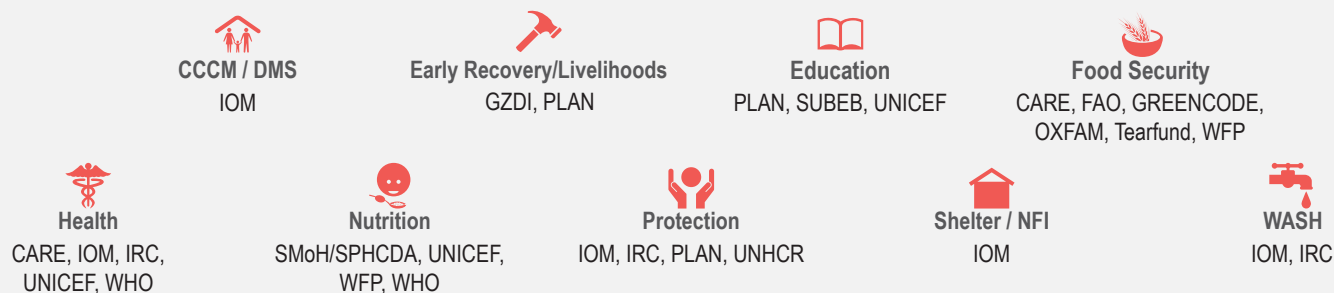 CCCM / DMS
IOM
Early Recovery/Livelihoods
GZDI, PLAN
Education
PLAN, SUBEB, UNICEF
Food Security
CARE, FAO, GREENCODE,
OXFAM, Tearfund, WFP
Health
CARE, IOM, IRC,
UNICEF, WHO
Nutrition
SMoH/SPHCDA, UNICEF,
WFP, WHO
Protection
IOM, IRC, PLAN, UNHCR
Shelter / NFI
IOM
WASH
IOM, IRC